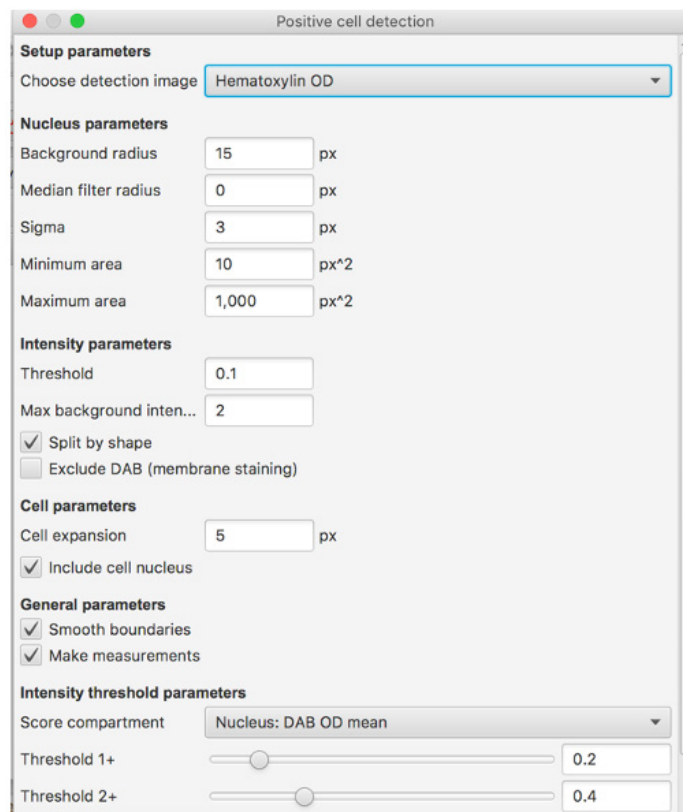 Positive cell detection
Setup parameters
Choose detection image Hematoxylin OD
Nucleus parameters
Background radius 15 px
Median filter radius 0 px
Sigma 3 px
Minimum area 10 px^2
Maximum area 1,000 px^2
Intensity parameters
Threshold 0.1
Max background inten... 2
Split by shape
Exclude DAB (membrane staining)
Cell parameters
Cell expansion 5 px
Include cell nucleus
General parameters
Smooth boundaries
Make measurements
Intensity threshold parameters
Score compartment Nucleus: DAB OD mean
Threshold 1+ 0.2
Threshold 2+ 0.4